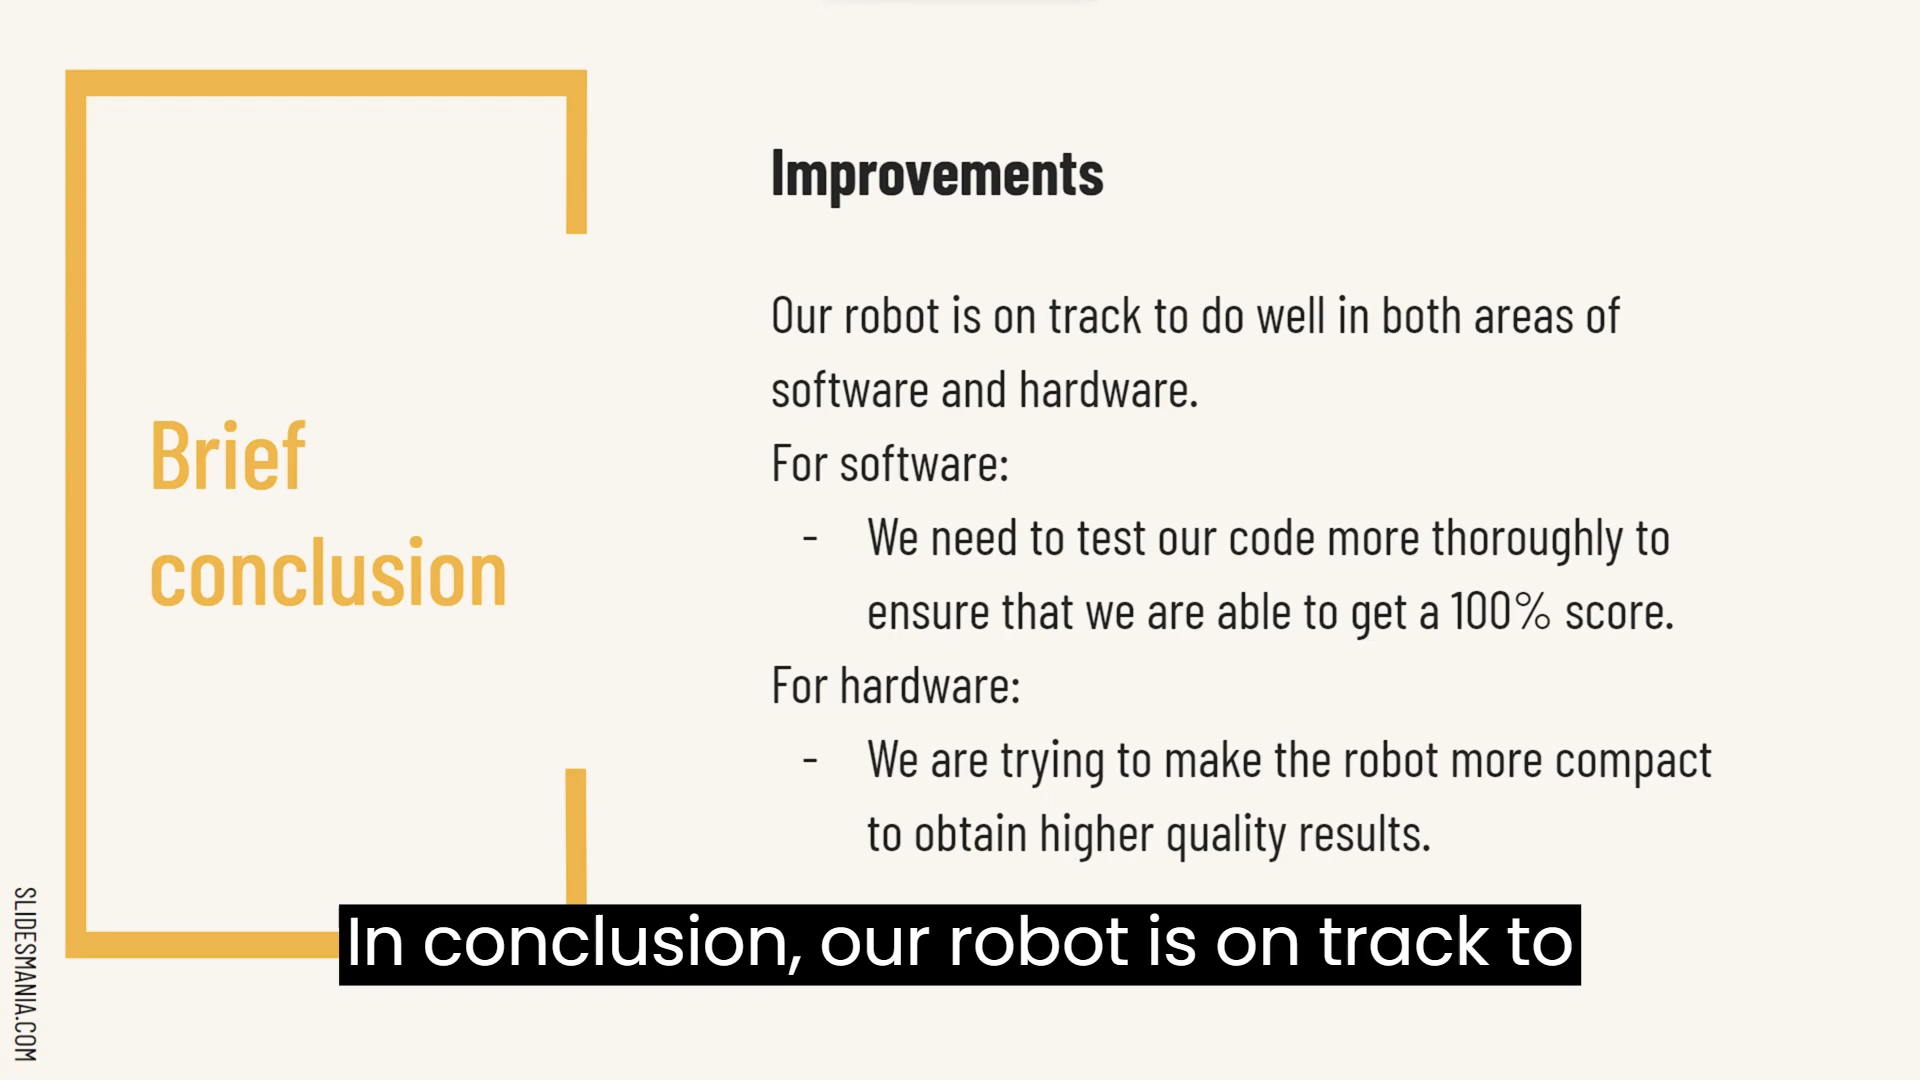 Brief
conclusion
Improvements
Our robot is on track to do well in both areas of
software and hardware.
For software:
- We need to test our code more thoroughly to
ensure that we are able to get a 100% score.
For hardware:
- We are trying to make the robot more compact
to obtain higher quality results.
In conclusion, our robot is on track to
SLIDESMANIA.COM